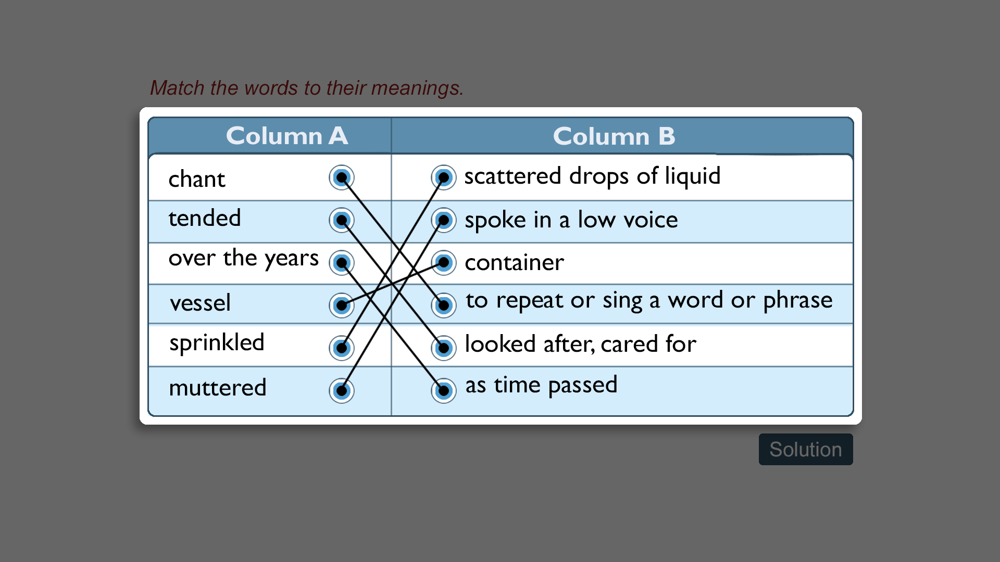 Match the words to their meanings.
Column A Column B
chant scattered drops of liquid
tended spoke in a low voice
over the years container
vessel to repeat or sing a word or phrase
sprinkled looked after, cared for
muttered as time passed
Solution